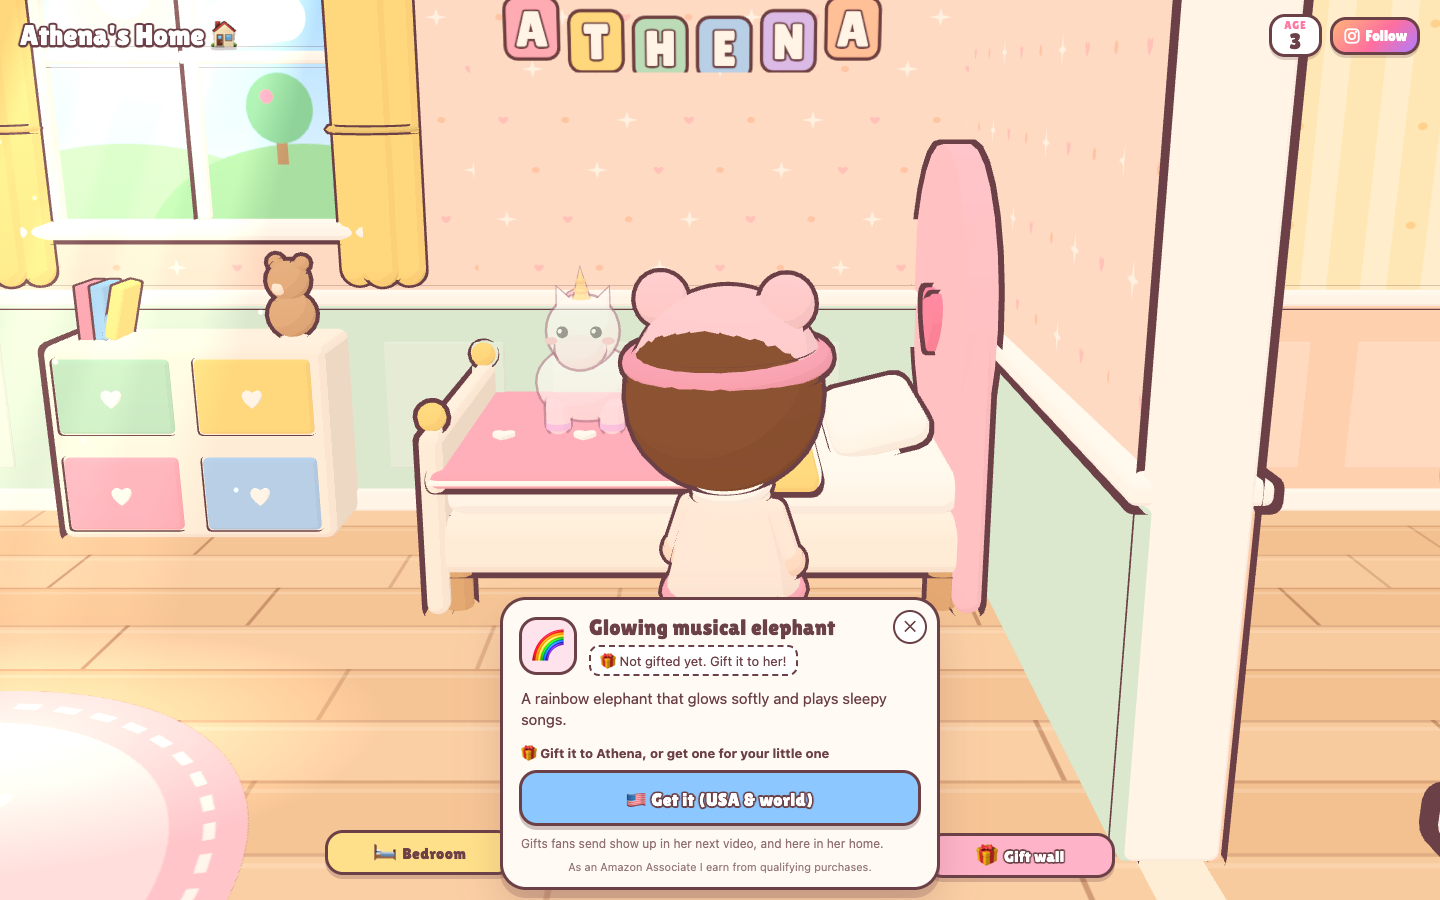 Athena's Home
ATHENA
AGE
3
Follow
Glowing musical elephant
Not gifted yet. Gift it to her!
A rainbow elephant that glows softly and plays sleepy
songs.
Gift it to Athena, or get one for your little one
Get it (USA & world)
Gifts fans send show up in her next video, and here in her home.
As an Amazon Associate I earn from qualifying purchases.
Bedroom
Gift wall